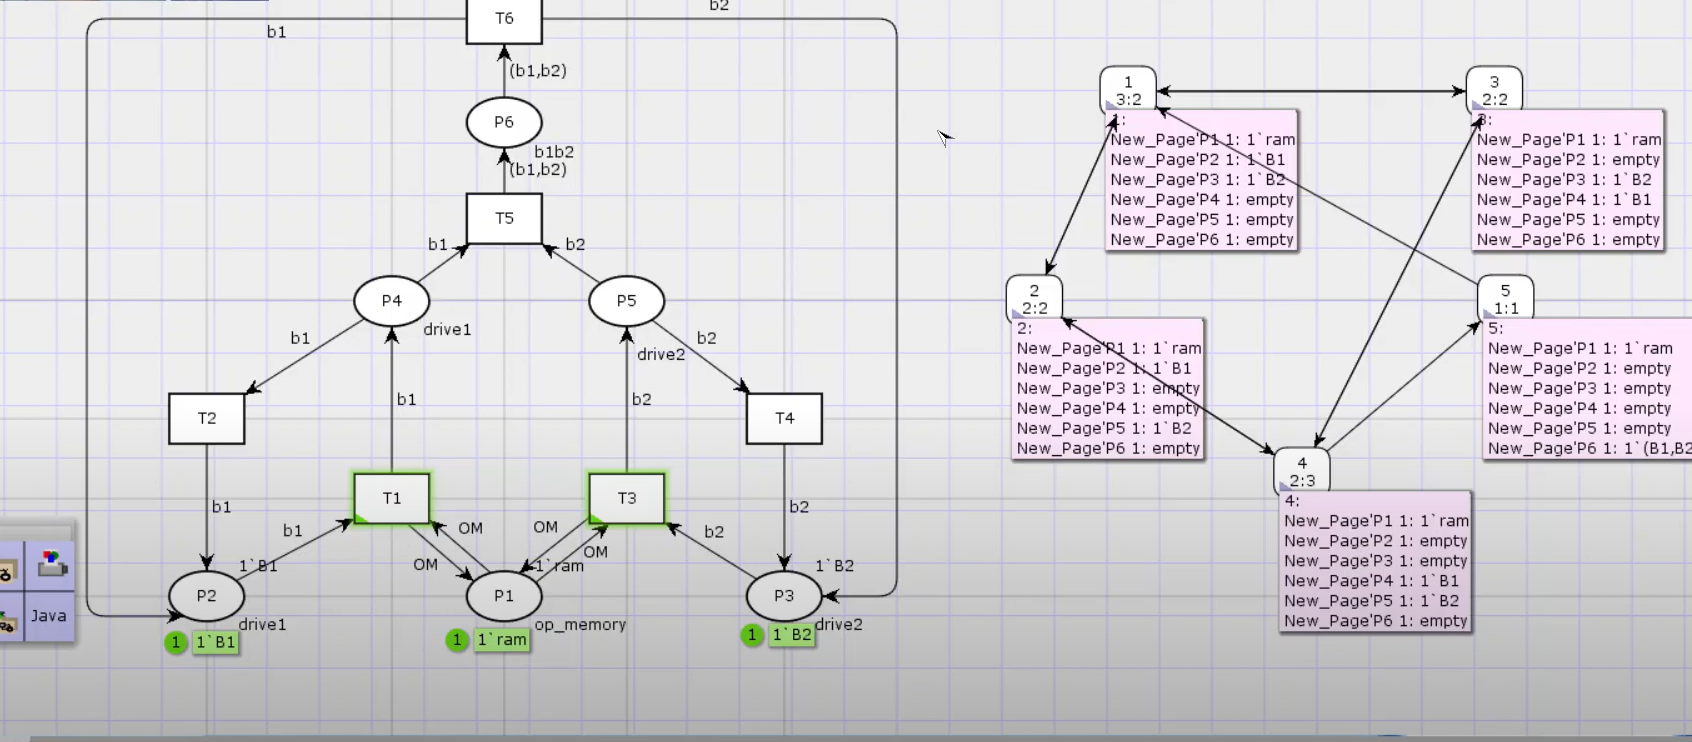 b2
T6
b1
(b1,b2)
P6
b1b2
(b1,b2)
T5
b1
b2
P4
P5
drive1
drive2
b1
b2
b1
b2
T2
T4
T1
T3
b1
b2
b1
OM
OM
OM
b2
OM
1`B1
1`ram
1`B2
P2
P1
P3
drive1
op_memory
drive2
1
1`B1
1
1`ram
1
1`B2
Java
1
3:2
1:
New_Page'P1 1: 1`ram
New_Page'P2 1: 1`B1
New_Page'P3 1: 1`B2
New_Page'P4 1: empty
New_Page'P5 1: empty
New_Page'P6 1: empty
3
2:2
3:
New_Page'P1 1: 1`ram
New_Page'P2 1: empty
New_Page'P3 1: 1`B2
New_Page'P4 1: 1`B1
New_Page'P5 1: empty
New_Page'P6 1: empty
2
2:2
2:
New_Page'P1 1: 1`ram
New_Page'P2 1: 1`B1
New_Page'P3 1: empty
New_Page'P4 1: empty
New_Page'P5 1: 1`B2
New_Page'P6 1: empty
5
1:1
5:
New_Page'P1 1: 1`ram
New_Page'P2 1: empty
New_Page'P3 1: empty
New_Page'P4 1: empty
New_Page'P5 1: empty
New_Page'P6 1: 1`(B1,B2
4
2:3
4:
New_Page'P1 1: 1`ram
New_Page'P2 1: empty
New_Page'P3 1: empty
New_Page'P4 1: 1`B1
New_Page'P5 1: 1`B2
New_Page'P6 1: empty